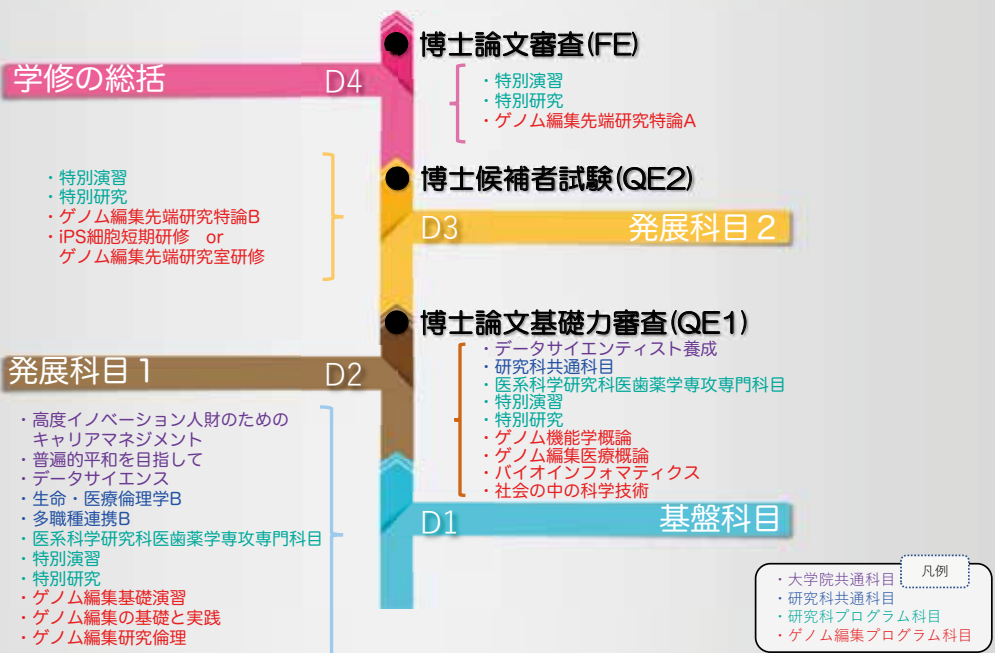 博士論文審査(FE)
学修の総括
D4
・特別演習
・特別研究
・ゲノム編集先端研究特論A
博士候補者試験(QE2)
・特別演習
・特別研究
・ゲノム編集先端研究特論B
・iPS細胞短期研修 or
ゲノム編集先端研究室研修
D3
発展科目2
博士論文基礎力審査(QE1)
・データサイエンティスト養成
・研究科共通科目
・医系科学研究科医歯薬学専攻専門科目
・特別演習
・特別研究
・ゲノム機能学概論
・ゲノム編集医療概論
・バイオインフォマティクス
・社会の中の科学技術
発展科目1
D2
・高度イノベーション人財のための
キャリアマネジメント
・普遍的平和を目指して
・データサイエンス
・生命・医療倫理学B
・多職種連携B
・医系科学研究科医歯薬学専攻専門科目
・特別演習
・特別研究
・ゲノム編集基礎演習
・ゲノム編集の基礎と実践
・ゲノム編集研究倫理
D1
基盤科目
凡例
・大学院共通科目
・研究科共通科目
・研究科プログラム科目
・ゲノム編集プログラム科目